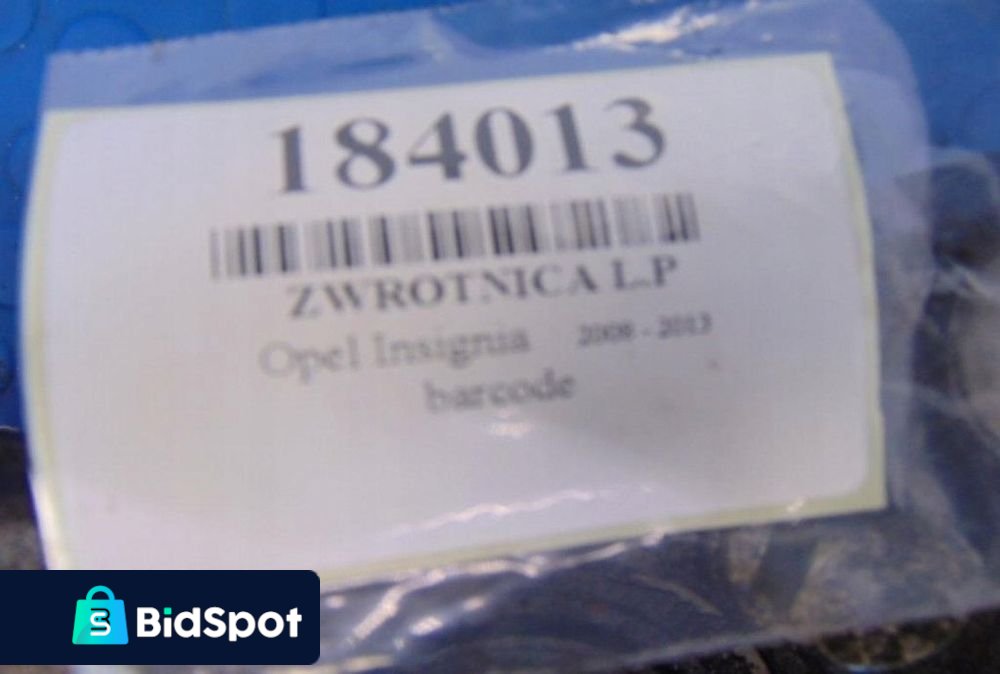 184013
ZWROTNICA L.P
Opel Insignia 2008 - 2013
barcode
BidSpot